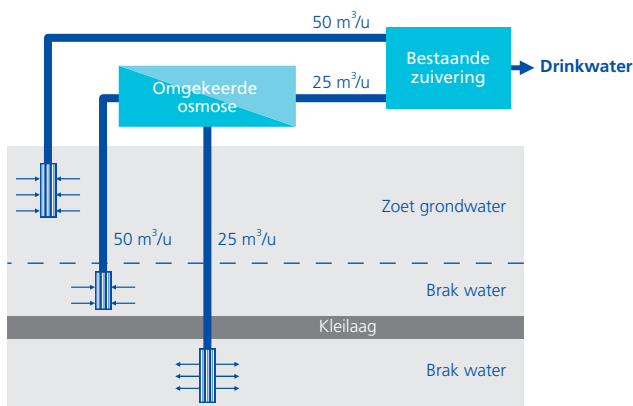 50 m³/u
Bestaande
zuivering
Drinkwater
25 m³/u
Omgekeerde
osmose
Zoet grondwater
50 m³/u
25 m³/u
Brak water
Kleilaag
Brak water